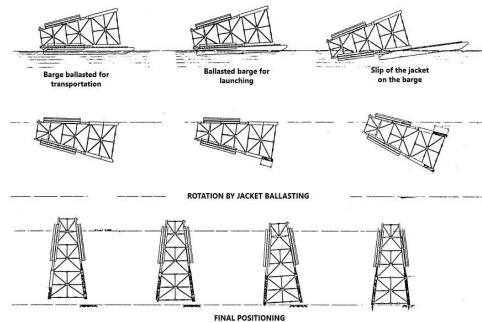 Barge ballasted for
transportation
Ballasted barge for
launching
Slip of the jacket
on the barge
ROTATION BY JACKET BALLASTING
FINAL POSITIONING